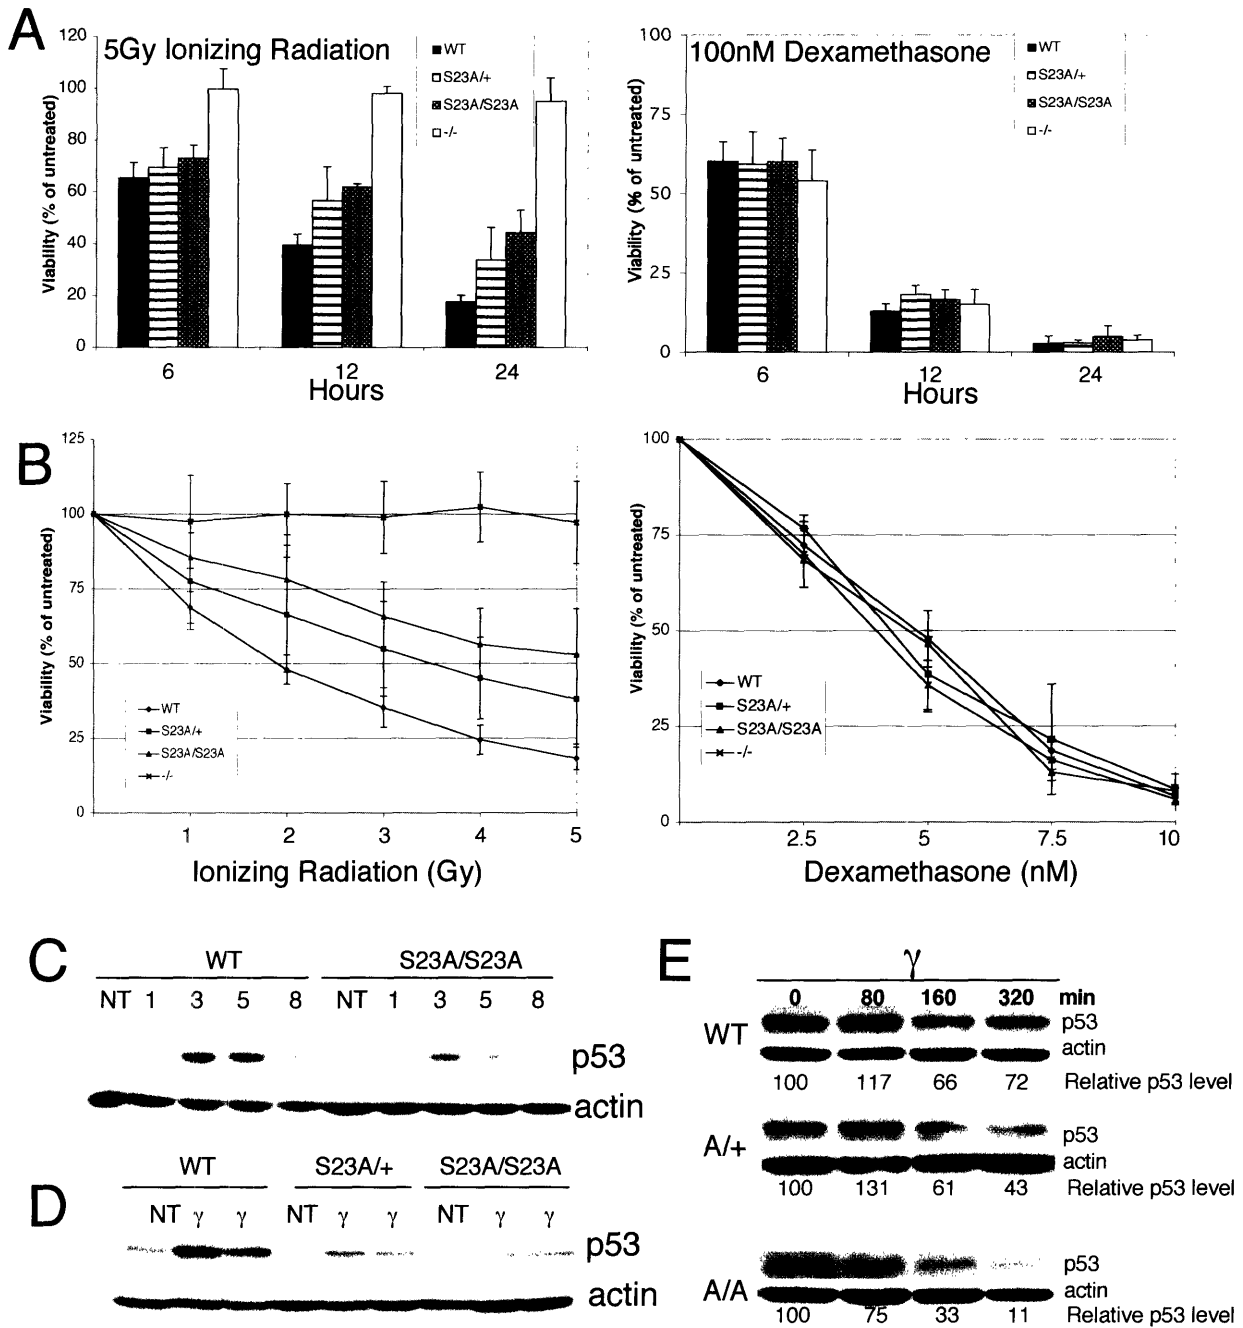 A
5Gy Ionizing Radiation
WT
S23A/+
S23A/S23A
-/-
Viability (% of untreated)
120
100
80
60
40
20
0
6 12 24
Hours
100nM Dexamethasone
WT
S23A/+
S23A/S23A
-/-
Viability (% of untreated)
100
75
50
25
0
6 12 24
Hours
B
Viability (% of untreated)
125
100
75
50
25
0
WT
S23A/+
S23A/S23A
-/-
1 2 3 4 5
Ionizing Radiation (Gy)
Viability (% of untreated)
100
75
50
25
0
WT
S23A/+
S23A/S23A
-/-
2.5 5 7.5 10
Dexamethasone (nM)
C
WT S23A/S23A
NT 1 3 5 8 NT 1 3 5 8
p53
actin
D
WT S23A/+ S23A/S23A
NT γ γ NT γ γ NT γ γ
p53
actin
E
γ
0 80 160 320 min
WT
p53
actin
100 117 66 72 Relative p53 level
A/+
p53
actin
100 131 61 43 Relative p53 level
A/A
p53
actin
100 75 33 11 Relative p53 level